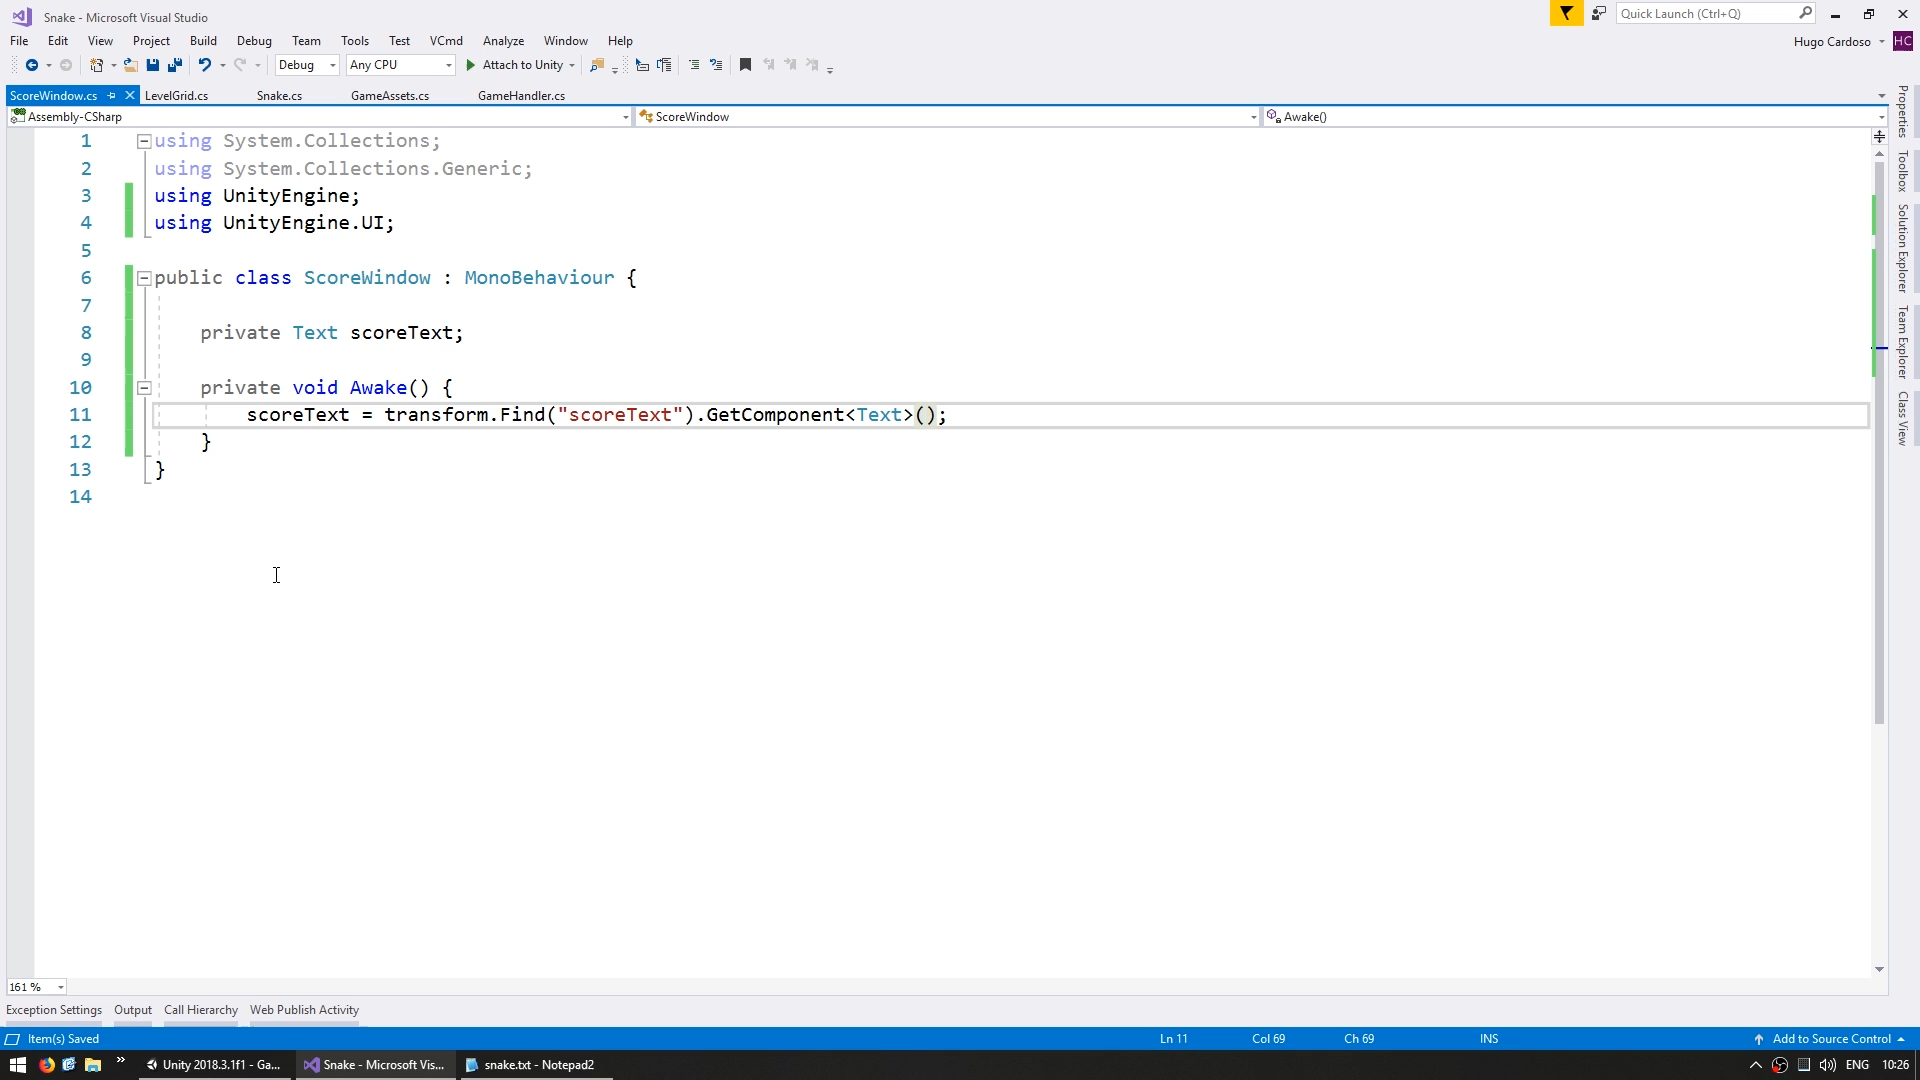 Snake - Microsoft Visual Studio
Quick Launch (Ctrl+Q)
File Edit View Project Build Debug Team Tools Test VCmd Analyze Window Help
Hugo Cardoso HC
Debug Any CPU Attach to Unity
ScoreWindow.cs LevelGrid.cs Snake.cs GameAssets.cs GameHandler.cs
Assembly-CSharp ScoreWindow Awake()
1 using System.Collections;
2 using System.Collections.Generic;
3 using UnityEngine;
4 using UnityEngine.UI;
5
6 public class ScoreWindow : MonoBehaviour {
7
8 private Text scoreText;
9
10 private void Awake() {
11 scoreText = transform.Find("scoreText").GetComponent<Text>();
12 }
13 }
14
Properties
Toolbox
Solution Explorer
Team Explorer
Class View
161 %
Exception Settings Output Call Hierarchy Web Publish Activity
Item(s) Saved Ln 11 Col 69 Ch 69 INS Add to Source Control
Unity 2018.3.1f1 - Ga... Snake - Microsoft Vis... snake.txt - Notepad2 ENG 10:26